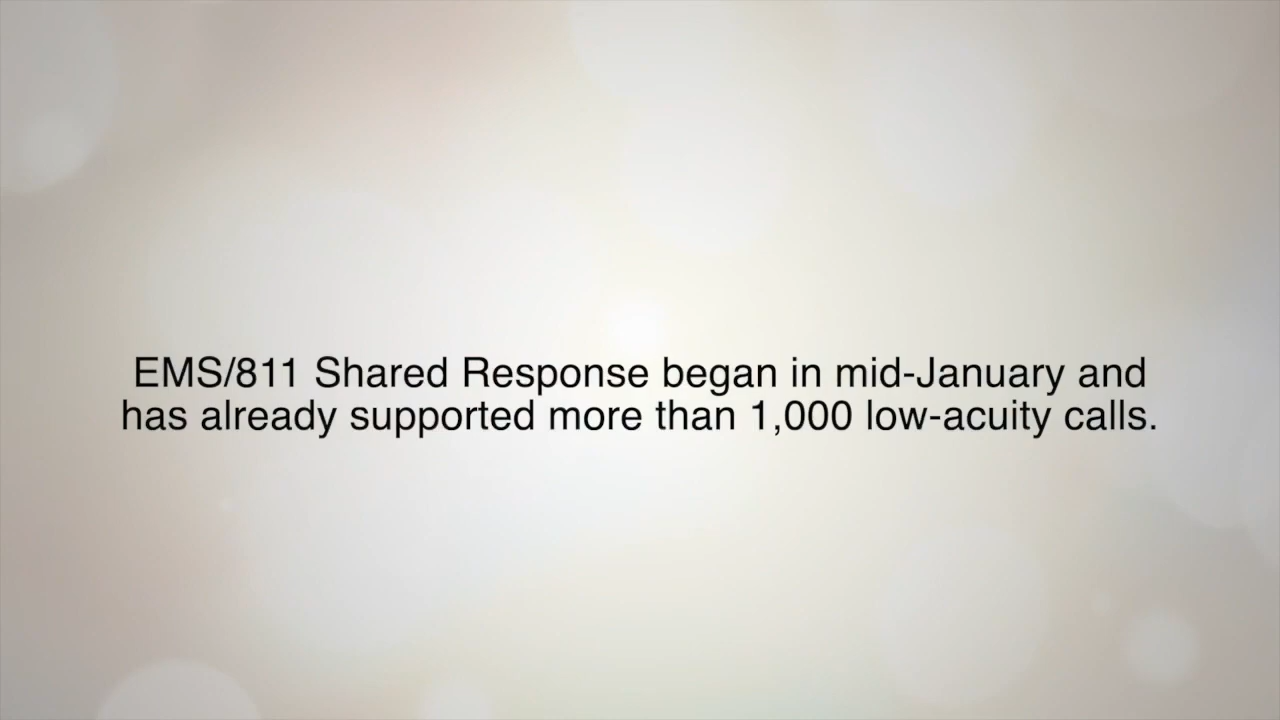 EMS/811 Shared Response began in mid-January and
has already supported more than 1,000 low-acuity calls.